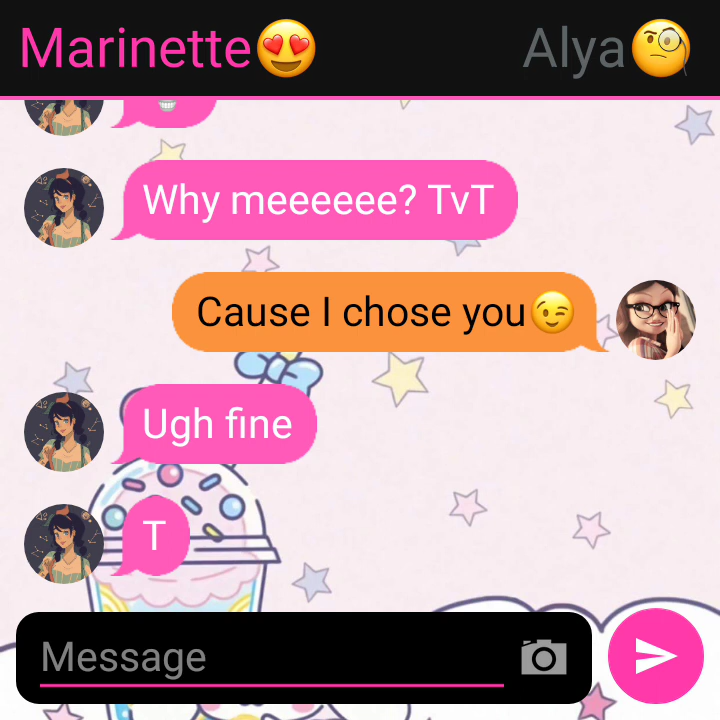 Marinette😍 Alya🧐
😁
Why meeeeee? TvT
Cause I chose you😉
Ugh fine
T
Message